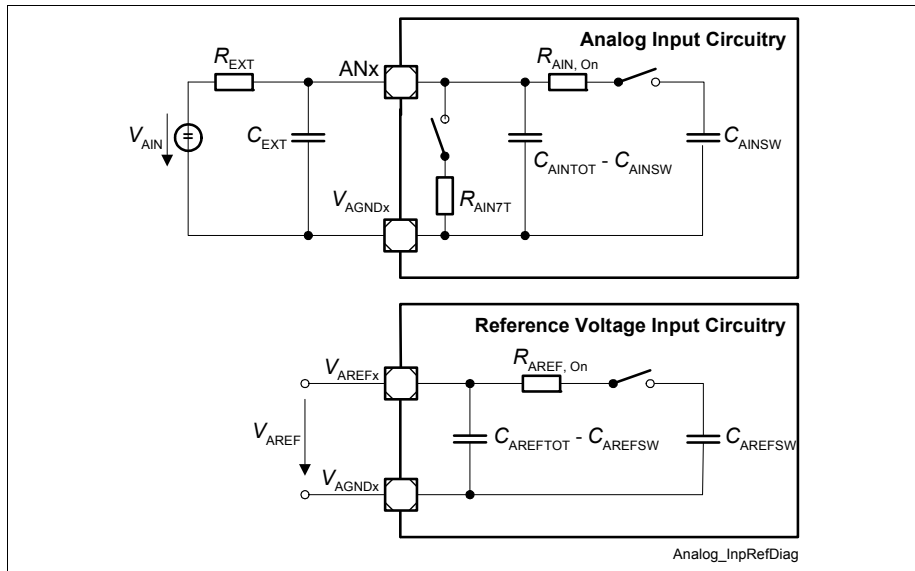 Analog Input Circuitry
R_EXT
ANx
R_AIN, On
V_AIN
C_EXT
C_AINTOT - C_AINSW
C_AINSW
V_AGNDx
R_AIN7T
Reference Voltage Input Circuitry
V_AREFx
R_AREF, On
V_AREF
C_AREFTOT - C_AREFSW
C_AREFSW
V_AGNDx
Analog_InpRefDiag